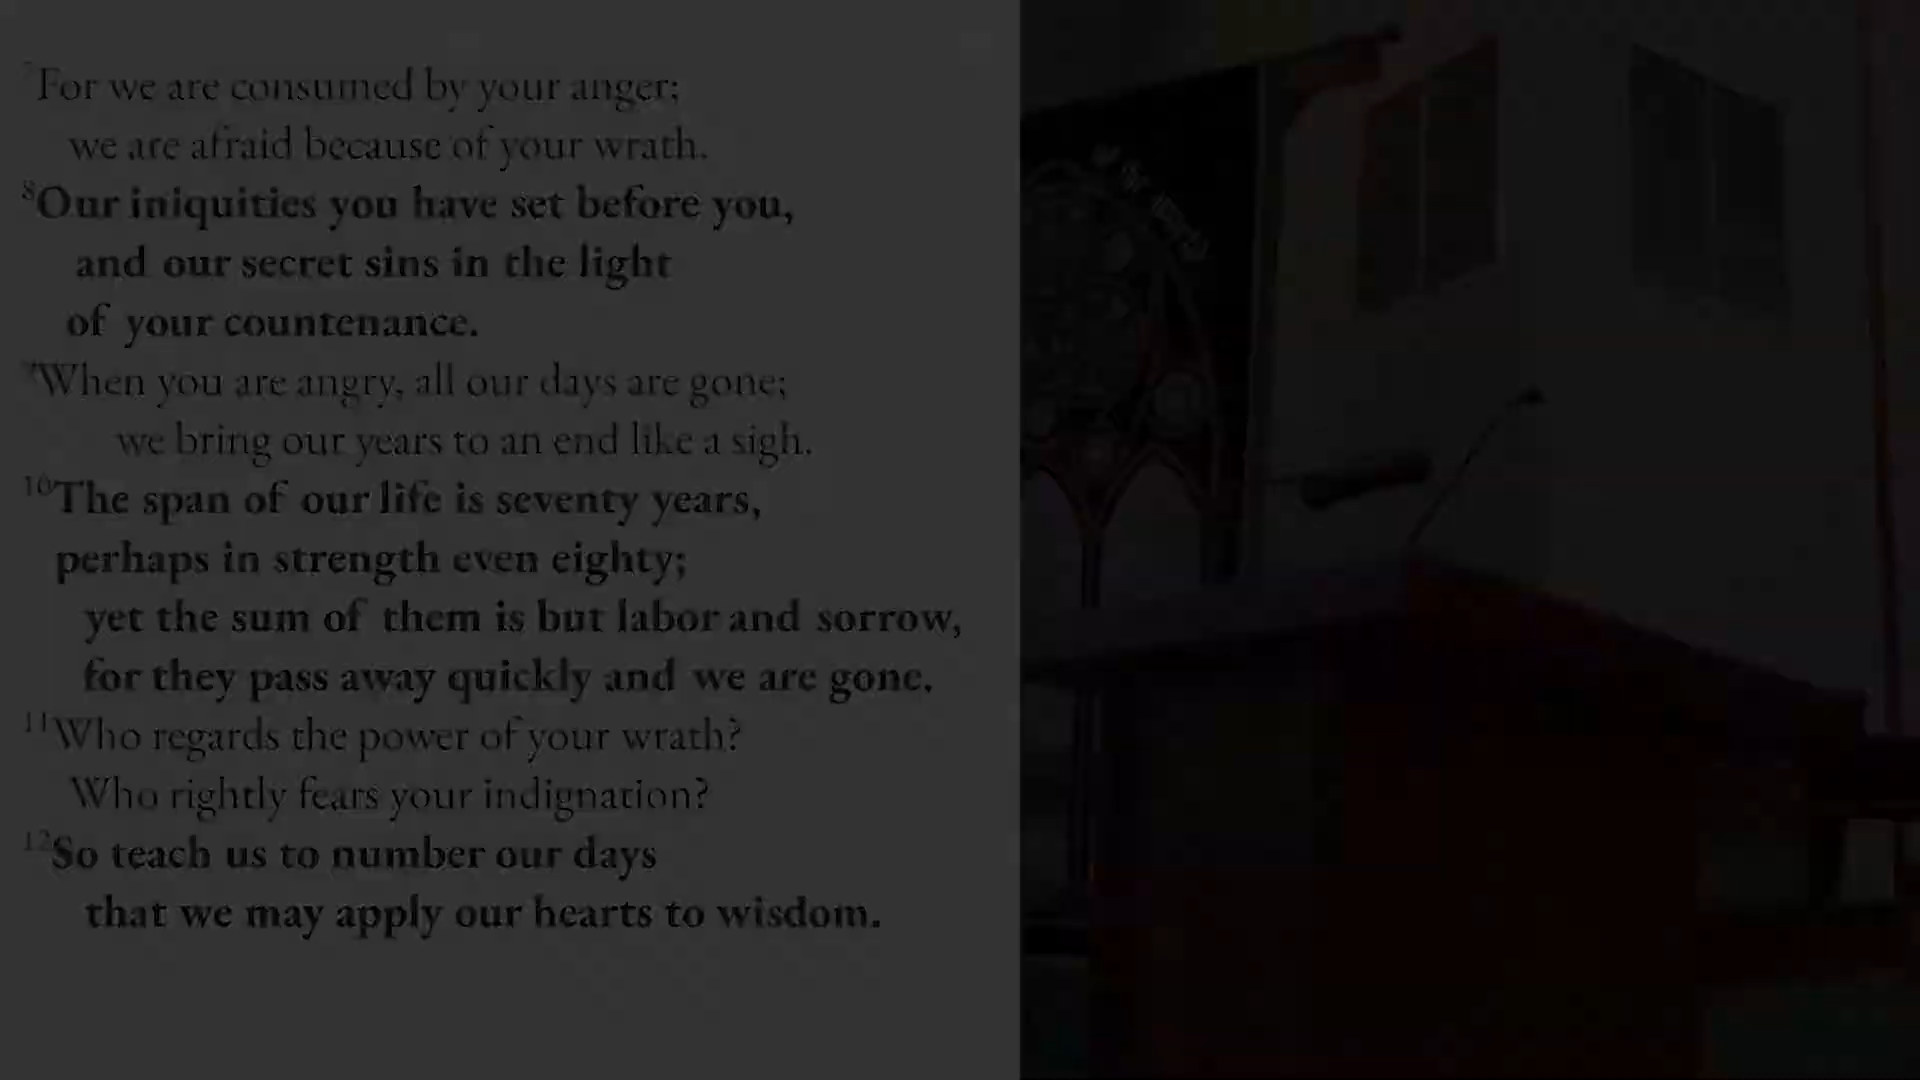 7For we are consumed by your anger;
we are afraid because of your wrath.
8Our iniquities you have set before you,
and our secret sins in the light
of your countenance.
9When you are angry, all our days are gone;
we bring our years to an end like a sigh.
10The span of our life is seventy years,
perhaps in strength even eighty;
yet the sum of them is but labor and sorrow,
for they pass away quickly and we are gone.
11Who regards the power of your wrath?
Who rightly fears your indignation?
12So teach us to number our days
that we may apply our hearts to wisdom.